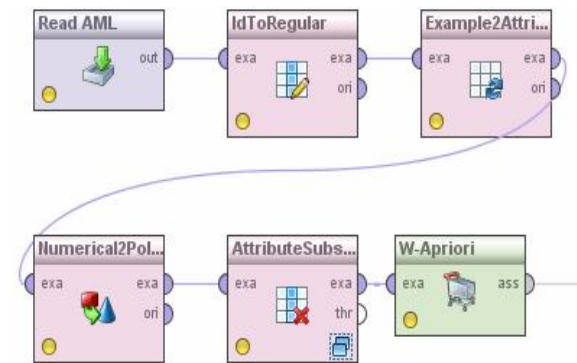 Read AML
out
IdToRegular
exa exa
ori
Example2Attri...
exa exa
ori
Numerical2Pol...
exa exa
ori
AttributeSubs...
exa exa
thr
W-Apriori
exa ass